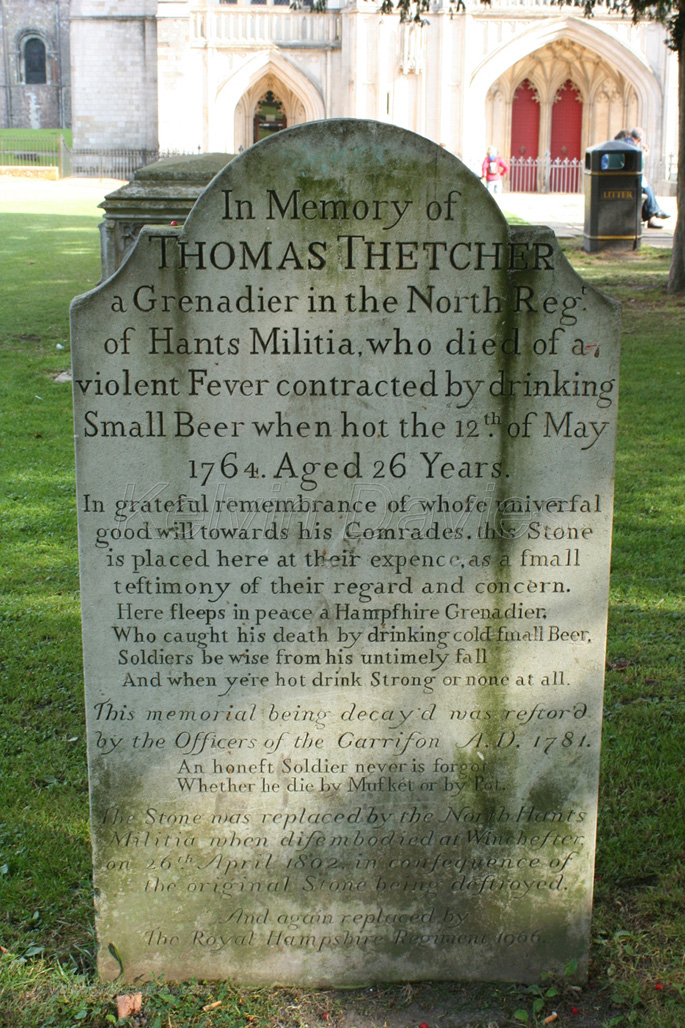 LITTER
In Memory of
THOMAS THETCHER
a Grenadier in the North Regt.
of Hants Militia, who died of a
violent Fever contracted by drinking
Small Beer when hot the 12th. of May
1764. Aged 26 Years.
In grateful remembrance of whoſe univerſal
good will towards his Comrades, this Stone
is placed here at their expence, as a ſmall
teſtimony of their regard and concern.
Here ſleeps in peace a Hampſhire Grenadier,
Who caught his death by drinking cold ſmall Beer,
Soldiers be wise from his untimely fall
And when yere hot drink Strong or none at all.
This memorial being decay'd was reſtor'd
by the Officers of the Garriſon A.D. 1781.
An honeſt Soldier never is forgot
Whether he die by Muſket or by Pot.
The Stone was replaced by the North Hants
Militia when diſembodied at Wincheſter,
on 26th April 1802, in conſequence of
the original Stone being deſtroyed.
And again replaced by
The Royal Hampshire Regiment 1966.
Kelvin Davies